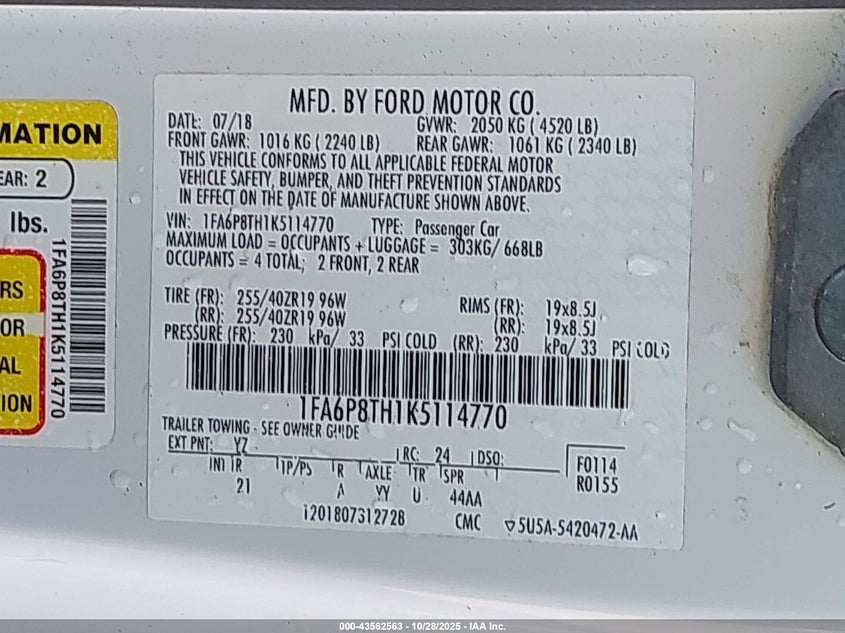 MFD. BY FORD MOTOR CO.
DATE: 07/18 GVWR: 2050 KG ( 4520 LB)
FRONT GAWR: 1016 KG ( 2240 LB) REAR GAWR: 1061 KG ( 2340 LB)
THIS VEHICLE CONFORMS TO ALL APPLICABLE FEDERAL MOTOR
VEHICLE SAFETY, BUMPER, AND THEFT PREVENTION STANDARDS
IN EFFECT ON THE DATE OF MANUFACTURE SHOWN ABOVE.
VIN: 1FA6P8TH1K5114770 TYPE: Passenger Car
MAXIMUM LOAD = OCCUPANTS + LUGGAGE = 303KG/ 668LB
OCCUPANTS = 4 TOTAL; 2 FRONT, 2 REAR
TIRE (FR): 255/40ZR19 96W RIMS (FR): 19x8.5J
(RR): 255/40ZR19 96W (RR): 19x8.5J
PRESSURE (FR): 230 kPa/ 33 PSI COLD (RR): 230 kPa/ 33 PSI COLD
1FA6P8TH1K5114770
TRAILER TOWING - SEE OWNER GUIDE
EXT PNT: YZ RC: 24 DSO:
INT TR TP/PS R AXLE TR SPR
21 A YY U 44AA
F0114
R0155
1201807312728 CMC 5U5A-5420472-AA
MATION
EAR: 2
lbs.
RS
OR
AL
ION
1FA6P8TH1K5114770
000-43562563 - 10/28/2025 - IAA Inc.